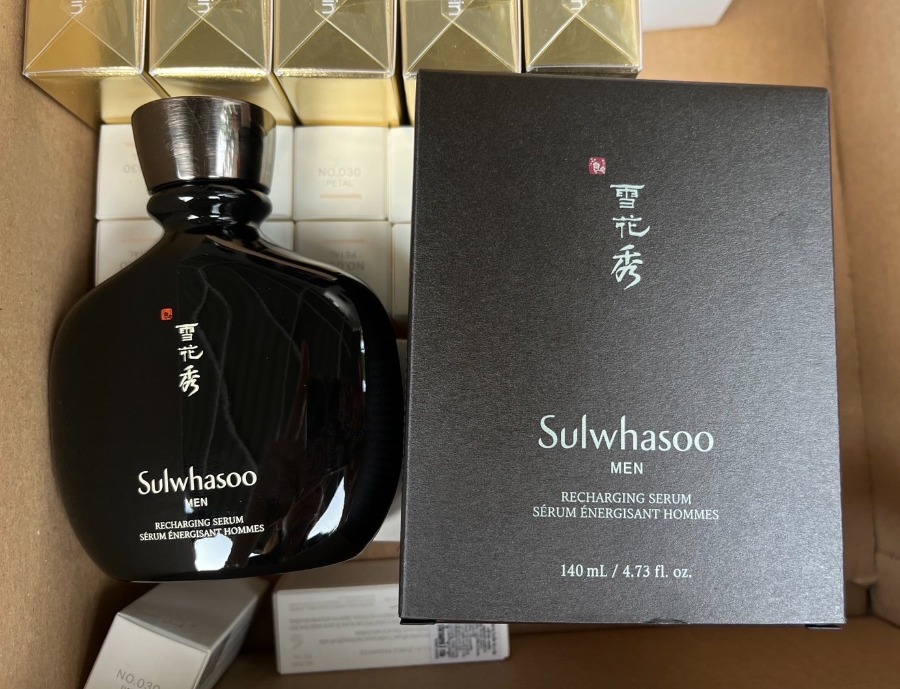 NO.030
PETAL
雪花秀
Sulwhasoo
MEN
RECHARGING SERUM
SÉRUM ÉNERGISANT HOMMES
雪花秀
Sulwhasoo
MEN
RECHARGING SERUM
SÉRUM ÉNERGISANT HOMMES
140 mL / 4.73 fl. oz.
NO.030